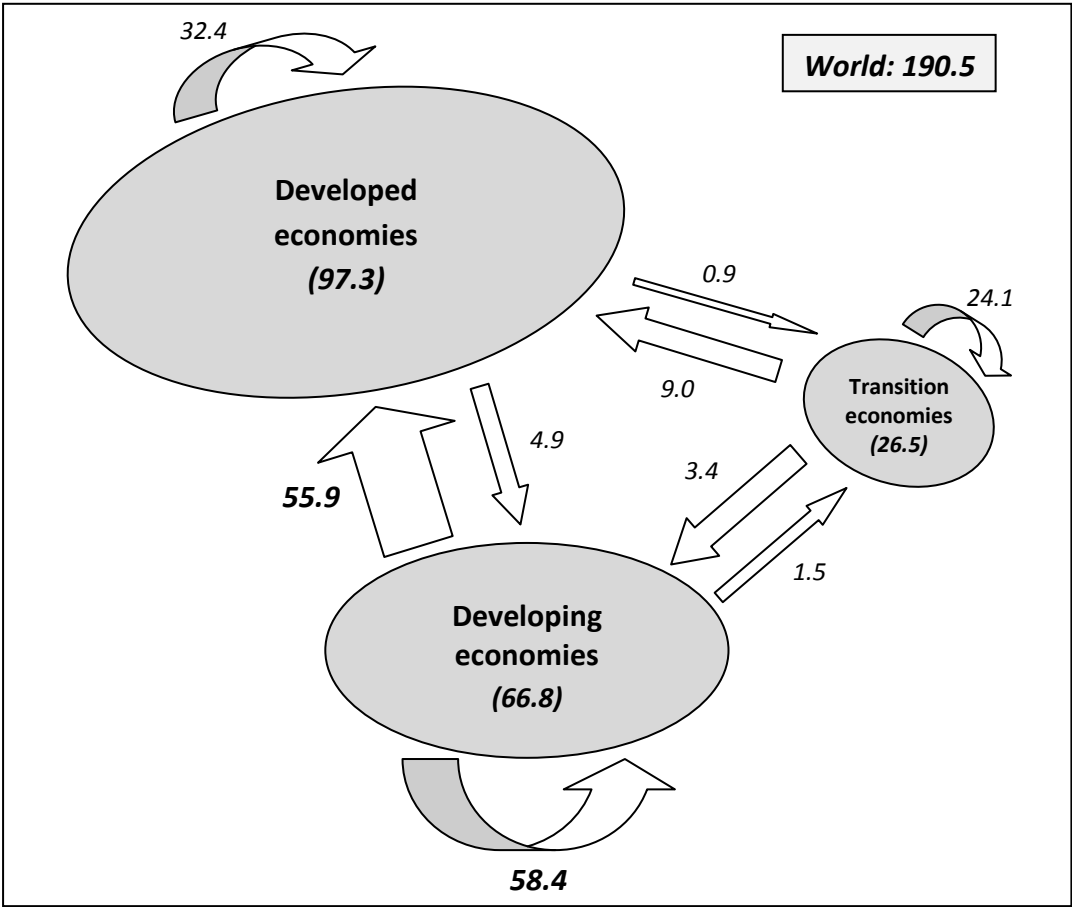 32.4
World: 190.5
Developed
economies
(97.3)
0.9
24.1
9.0
Transition
economies
(26.5)
4.9
3.4
55.9
1.5
Developing
economies
(66.8)
58.4